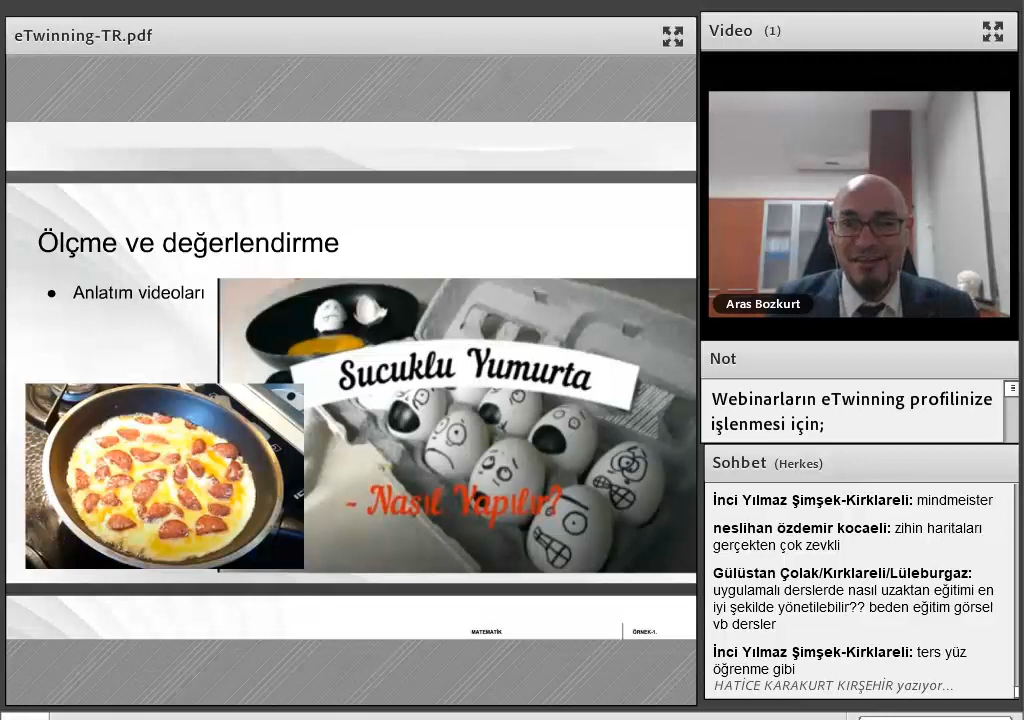 eTwinning-TR.pdf
Ölçme ve değerlendirme
● Anlatım videoları
Sucuklu Yumurta
- Nasıl Yapılır?
MATEMATİK
ÖRNEK-1.
Video (1)
Aras Bozkurt
Not
Webinarların eTwinning profilinize
işlenmesi için;
Sohbet (Herkes)
İnci Yılmaz Şimşek-Kirklareli: mindmeister
neslihan özdemir kocaeli: zihin haritaları
gerçekten çok zevkli
Gülüstan Çolak/Kırklareli/Lüleburgaz:
uygulamalı derslerde nasıl uzaktan eğitimi en
iyi şekilde yönetilebilir?? beden eğitim görsel
vb dersler
İnci Yılmaz Şimşek-Kirklareli: ters yüz
öğrenme gibi
HATİCE KARAKURT KIRŞEHİR yazıyor...